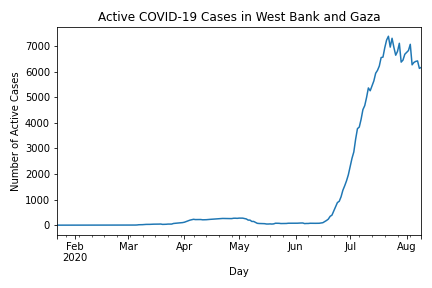 Active COVID-19 Cases in West Bank and Gaza
Number of Active Cases
7000
6000
5000
4000
3000
2000
1000
0
Feb Mar Apr May Jun Jul Aug
2020
Day